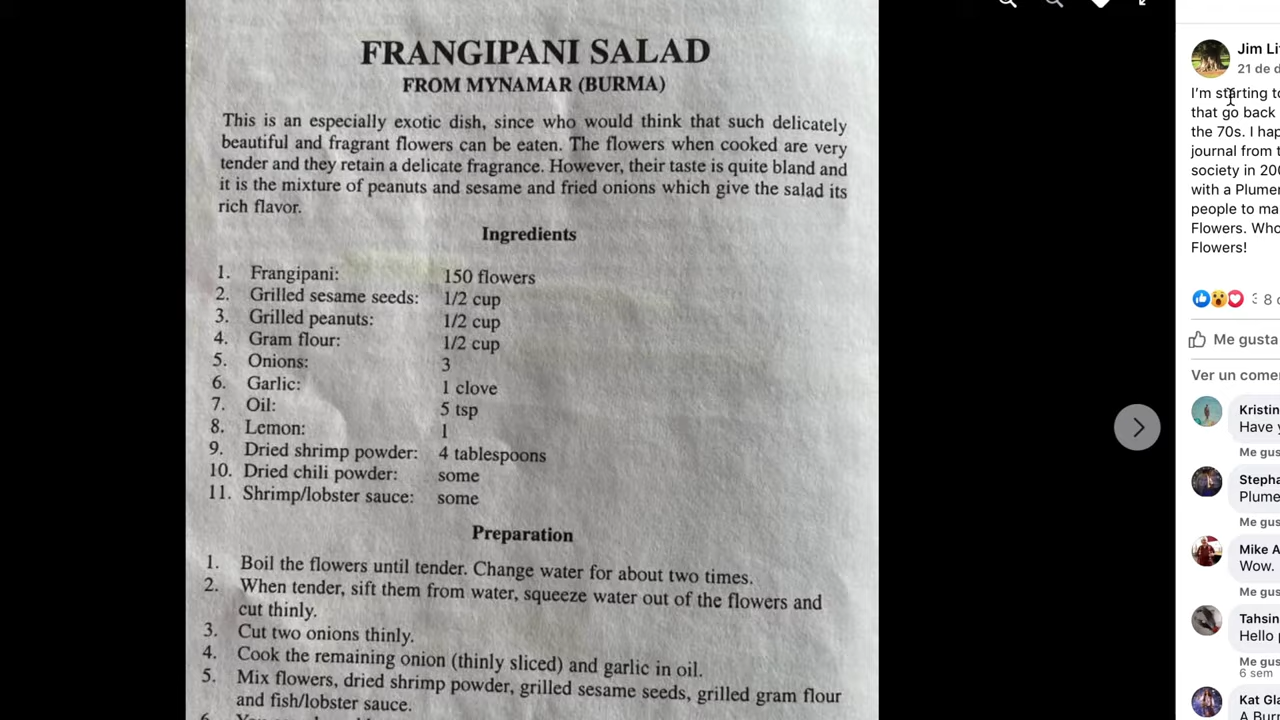 FRANGIPANI SALAD
FROM MYNAMAR (BURMA)
This is an especially exotic dish, since who would think that such delicately
beautiful and fragrant flowers can be eaten. The flowers when cooked are very
tender and they retain a delicate fragrance. However, their taste is quite bland and
it is the mixture of peanuts and sesame and fried onions which give the salad its
rich flavor.
Ingredients
1. Frangipani: 150 flowers
2. Grilled sesame seeds: 1/2 cup
3. Grilled peanuts: 1/2 cup
4. Gram flour: 1/2 cup
5. Onions: 3
6. Garlic: 1 clove
7. Oil: 5 tsp
8. Lemon: 1
9. Dried shrimp powder: 4 tablespoons
10. Dried chili powder: some
11. Shrimp/lobster sauce: some
Preparation
1. Boil the flowers until tender. Change water for about two times.
2. When tender, sift them from water, squeeze water out of the flowers and
cut thinly.
3. Cut two onions thinly.
4. Cook the remaining onion (thinly sliced) and garlic in oil.
5. Mix flowers, dried shrimp powder, grilled sesame seeds, grilled gram flour
and fish/lobster sauce.
Jim
21 de d
I'm starting to
that go back
the 70s. I hap
journal from t
society in 200
with a Plumer
people to ma
Flowers. Who
Flowers!
8
Me gusta
Ver un comen
Kristin
Have y
Me gus
Stepha
Plume
Me gus
Mike A
Wow.
Me gus
Tahsin
Hello p
Me gus
6 sem
Kat Gla
A Burn